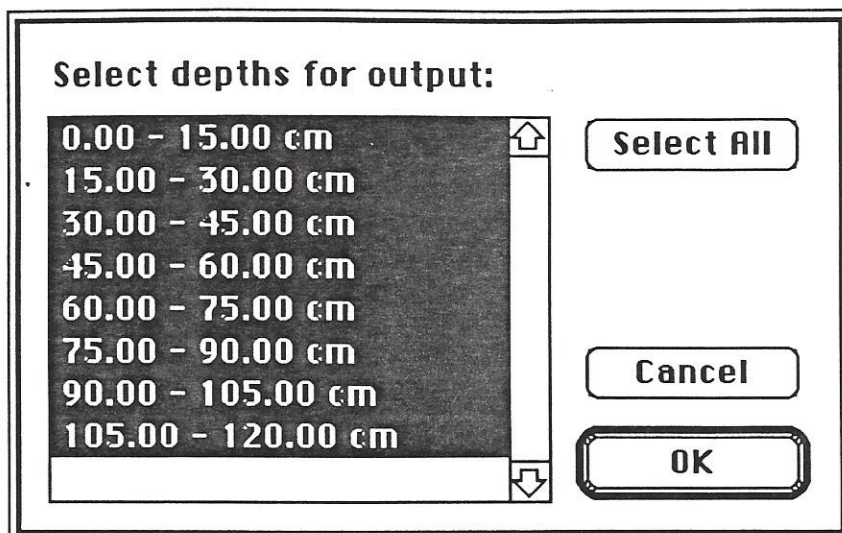 Select depths for output:
0.00 - 15.00 cm
15.00 - 30.00 cm
30.00 - 45.00 cm
45.00 - 60.00 cm
60.00 - 75.00 cm
75.00 - 90.00 cm
90.00 - 105.00 cm
105.00 - 120.00 cm
Select All
Cancel
OK